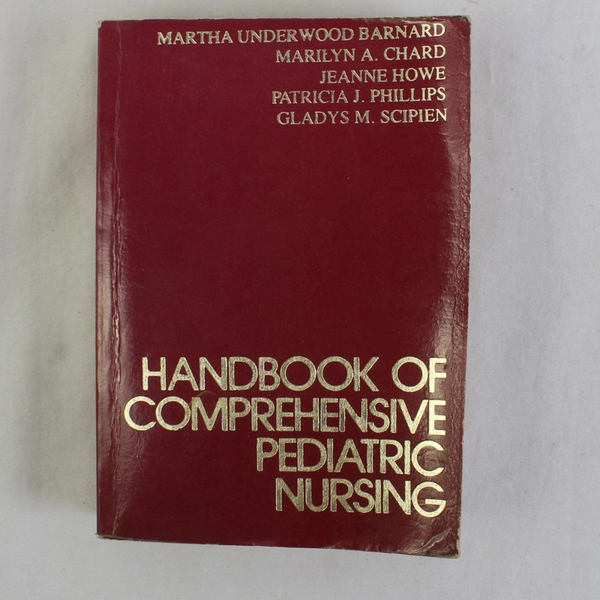 MARTHA UNDERWOOD BARNARD
MARILYN A. CHARD
JEANNE HOWE
PATRICIA J. PHILLIPS
GLADYS M. SCIPIEN
HANDBOOK OF
COMPREHENSIVE
PEDIATRIC
NURSING